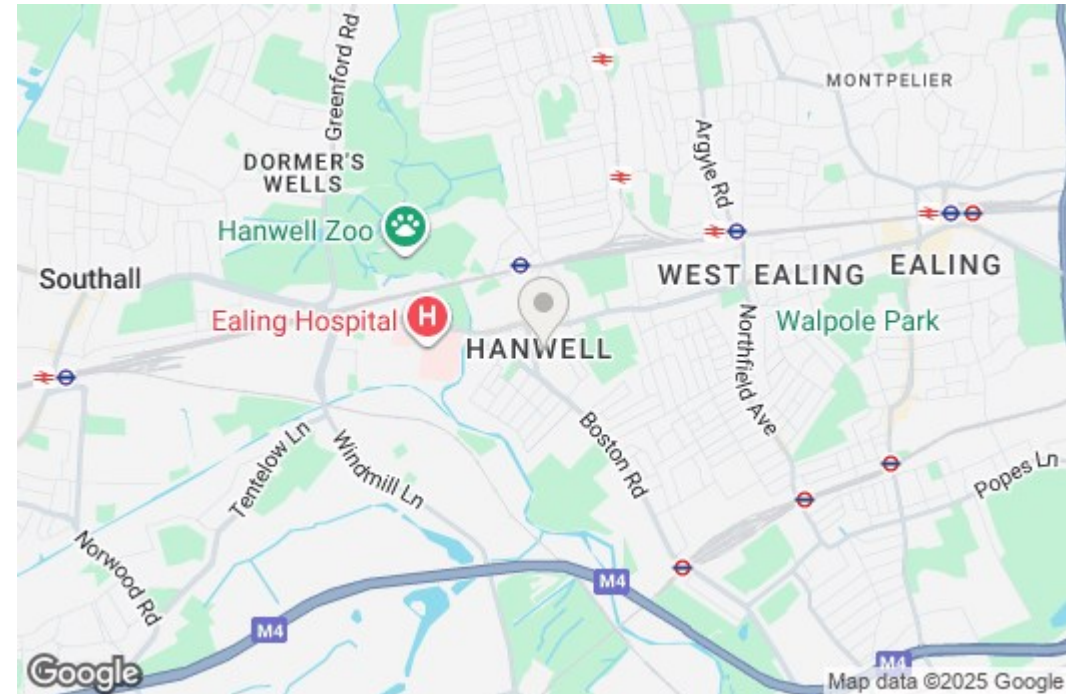 Greenford Rd
MONTPELIER
DORMER'S
WELLS
Argyle Rd
Hanwell Zoo
Southall
WEST EALING
EALING
Ealing Hospital
H
Walpole Park
HANWELL
Northfield Ave
Boston Rd
Tentelow Ln
Windmill Ln
Popes Ln
Norwood Rd
M4
M4
M4
Google
Map data ©2025 Google